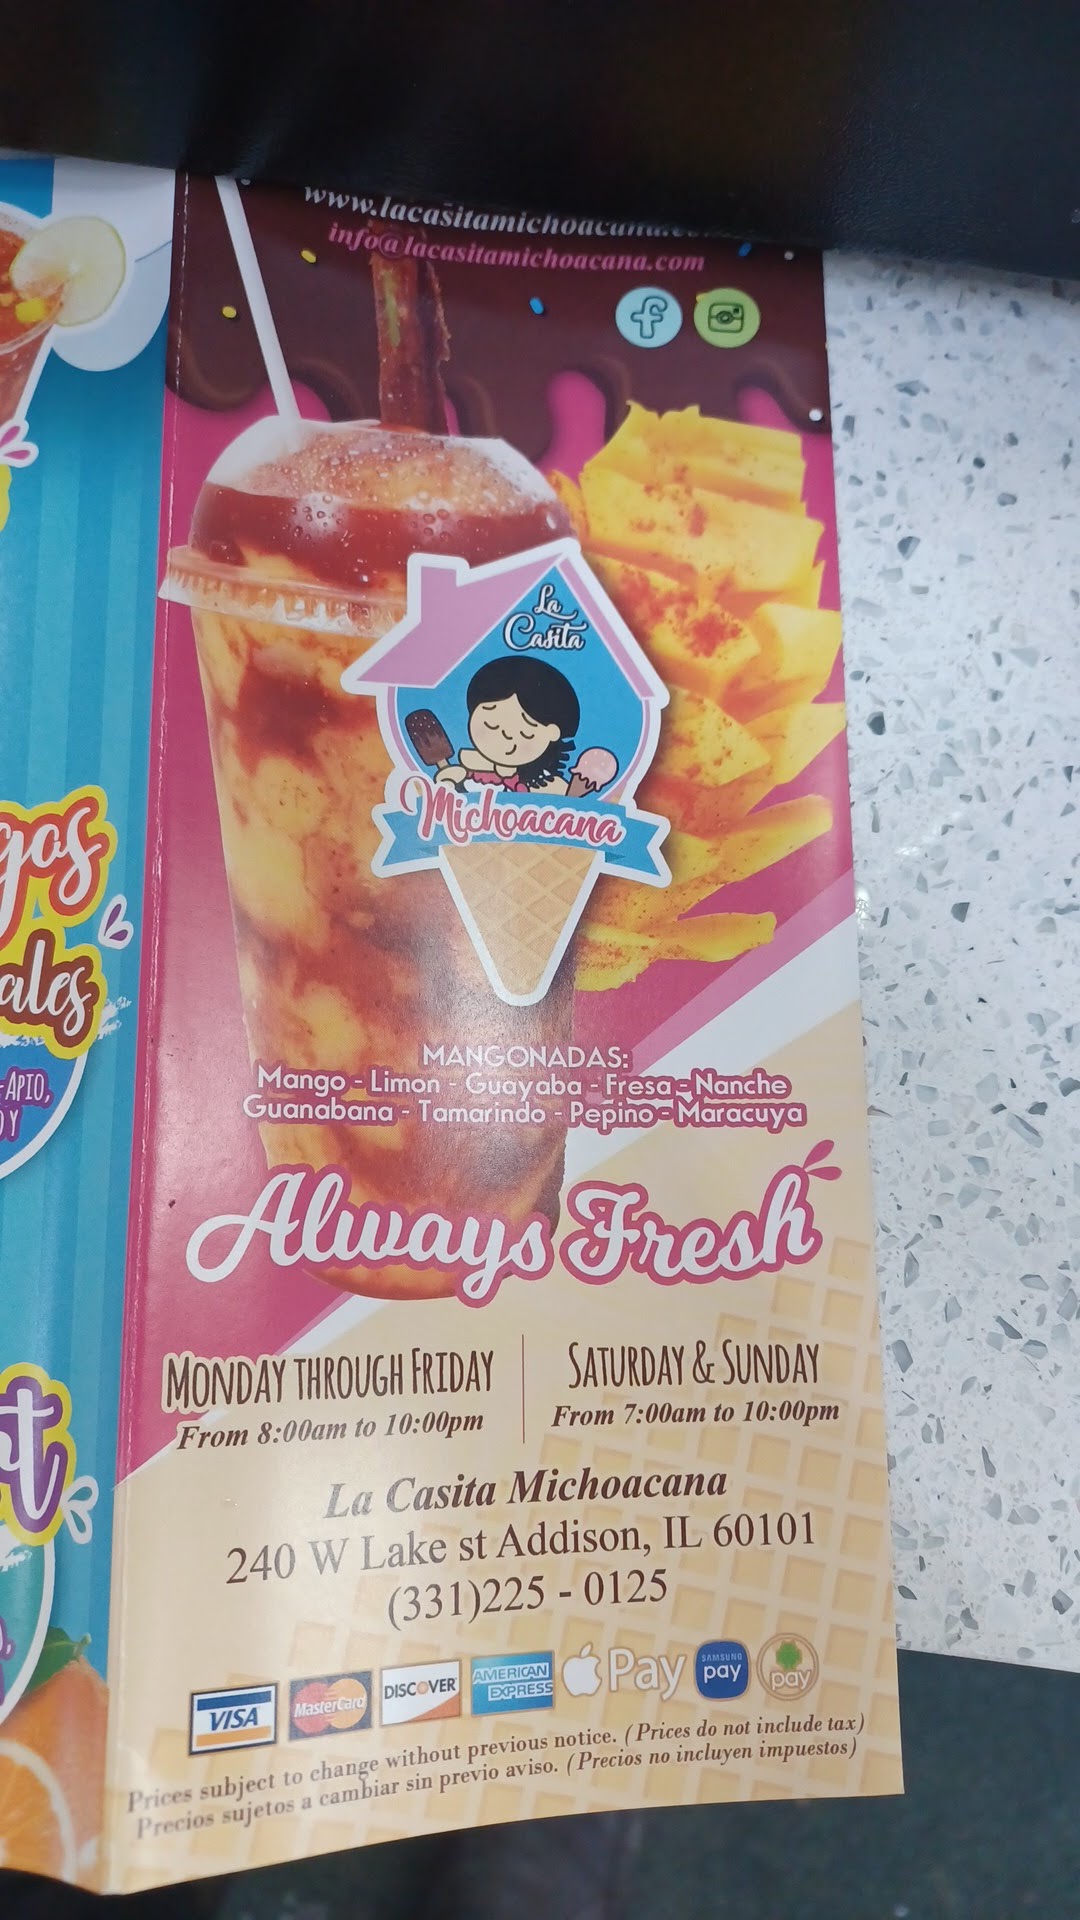 info@lacasitamichoacana.com
La
Casita
Michoacana
MANGONADAS:
Mango - Limon - Guayaba - Fresa - Nanche
Guanabana - Tamarindo - Pepino - Maracuya
Always Fresh
MONDAY THROUGH FRIDAY
From 8:00am to 10:00pm
SATURDAY & SUNDAY
From 7:00am to 10:00pm
La Casita Michoacana
240 W Lake st Addison, IL 60101
(331)225 - 0125
VISA
MasterCard
DISCOVER
AMERICAN
EXPRESS
Pay
SAMSUNG
pay
pay
Prices subject to change without previous notice. (Prices do not include tax)
Precios sujetos a cambiar sin previo aviso. (Precios no incluyen impuestos)
APIO,
Y